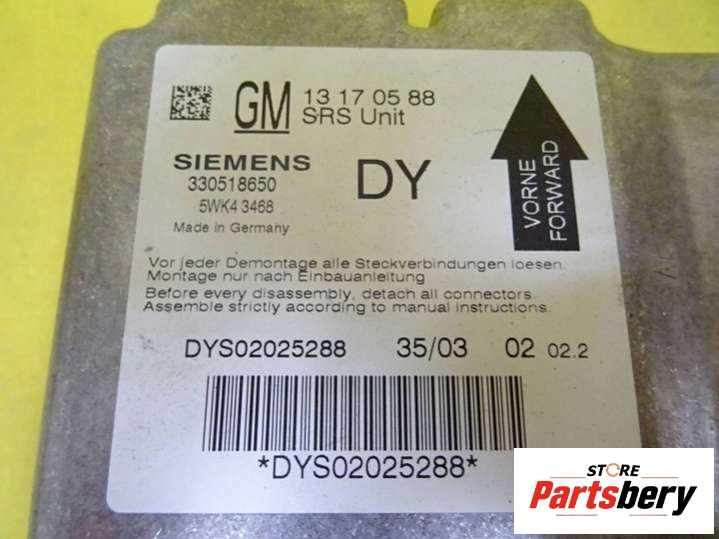 GM 13 17 05 88
SRS Unit
SIEMENS
330518650
5WK4 3468
Made in Germany
DY
VORNE
FORWARD
Vor jeder Demontage alle Steckverbindungen loesen.
Montage nur nach Einbauanleitung
Before every disassembly, detach all connectors.
Assemble strictly according to manual instructions.
DYS02025288 35/03 02 02.2
*DYS02025288*
STORE
Partsbery